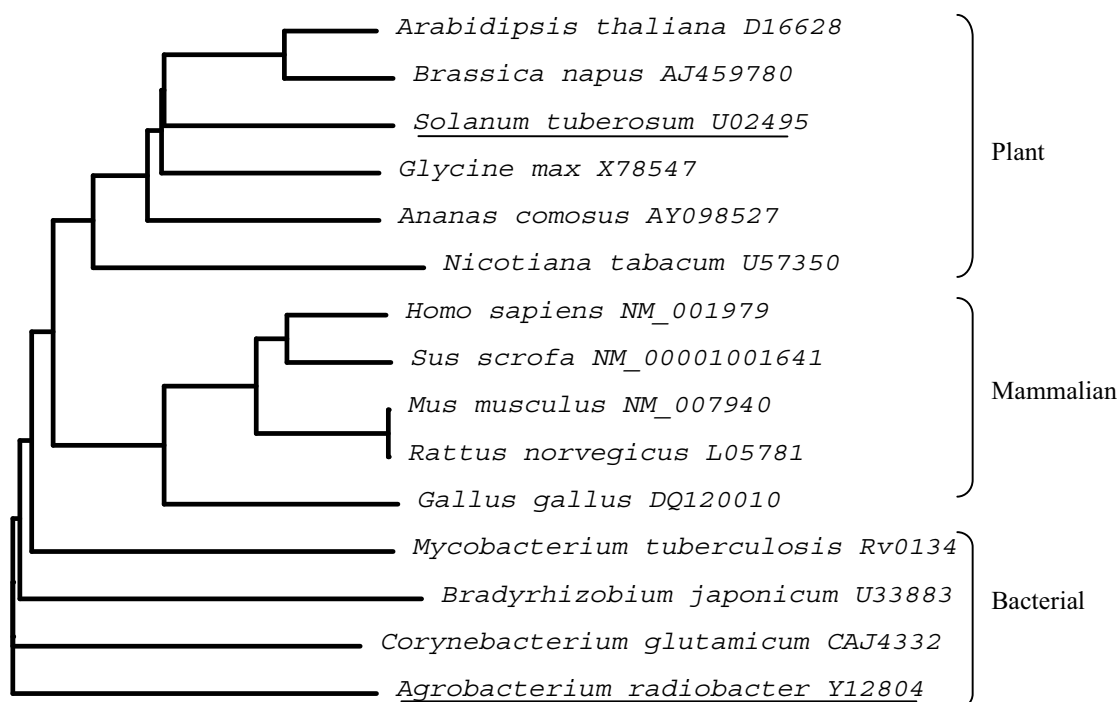 Arabidipsis thaliana D16628
Brassica napus AJ459780
Solanum tuberosum U02495
Glycine max X78547
Ananas comosus AY098527
Nicotiana tabacum U57350
Plant
Homo sapiens NM_001979
Sus scrofa NM_00001001641
Mus musculus NM_007940
Rattus norvegicus L05781
Gallus gallus DQ120010
Mammalian
Mycobacterium tuberculosis Rv0134
Bradyrhizobium japonicum U33883
Corynebacterium glutamicum CAJ4332
Agrobacterium radiobacter Y12804
Bacterial